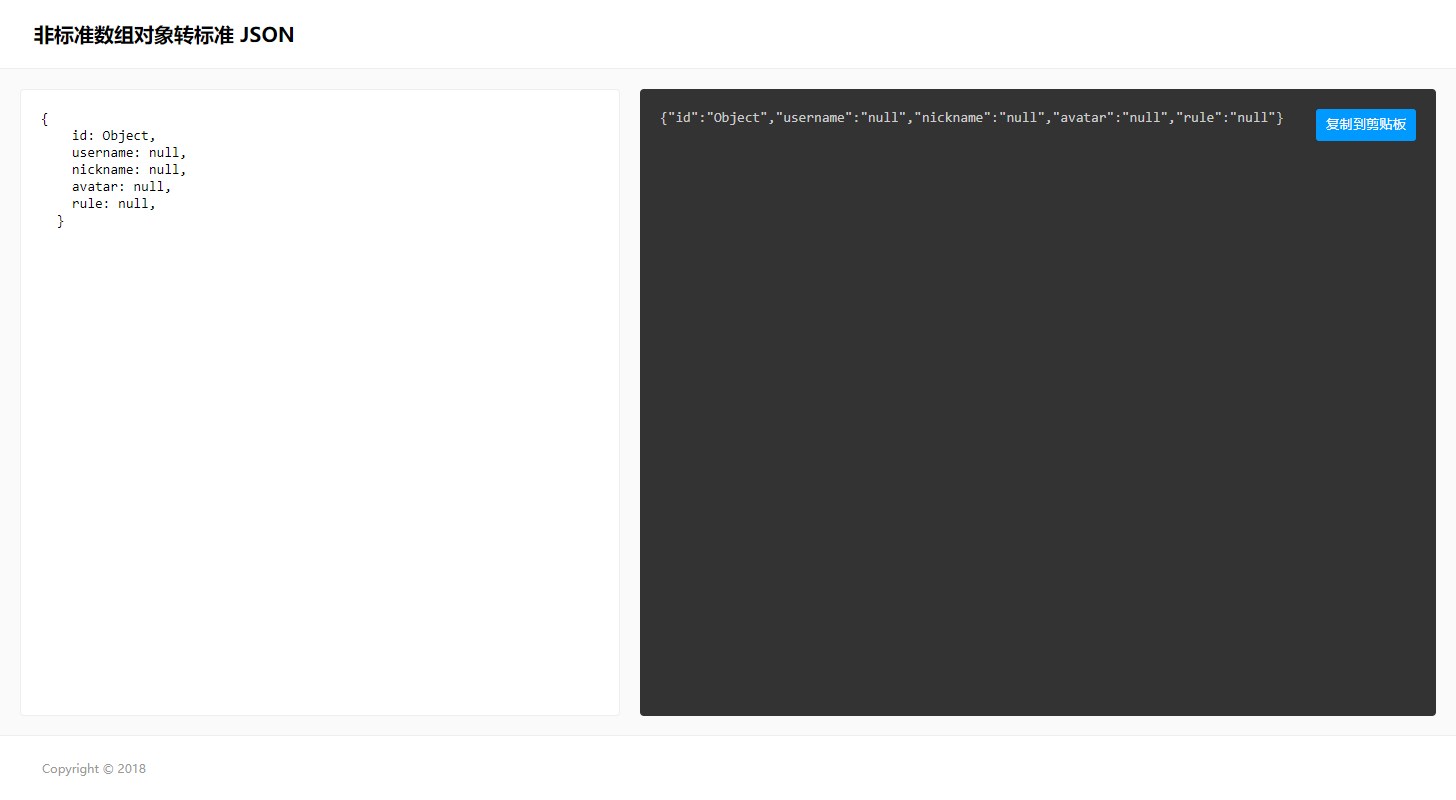 非标准数组对象转标准 JSON
{
    id: Object,
    username: null,
    nickname: null,
    avatar: null,
    rule: null,
  }
{"id":"Object","username":"null","nickname":"null","avatar":"null","rule":"null"}
复制到剪贴板
Copyright © 2018